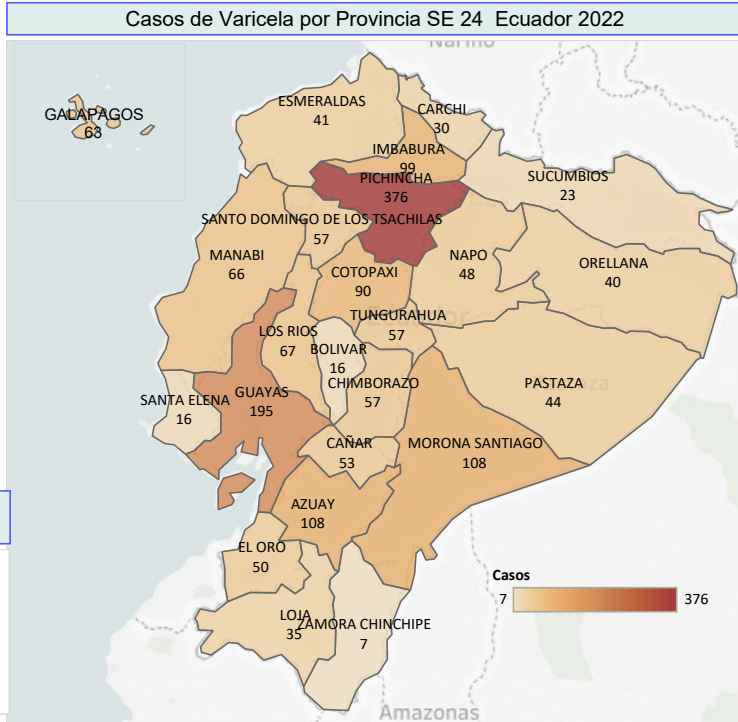 Casos de Varicela por Provincia SE 24 Ecuador 2022
Nariño
GALAPAGOS
63
ESMERALDAS
41
CARCHI
30
IMBABURA
99
PICHINCHA
376
SUCUMBIOS
23
SANTO DOMINGO DE LOS TSACHILAS
57
MANABI
66
NAPO
48
ORELLANA
40
COTOPAXI
90
Ecuador
TUNGURAHUA
57
LOS RIOS
67
BOLIVAR
16
CHIMBORAZO
57
PASTAZA
44
SANTA ELENA
16
GUAYAS
195
CAÑAR
53
MORONA SANTIAGO
108
AZUAY
108
EL ORO
50
Casos
7 376
LOJA
35
ZAMORA CHINCHIPE
7
Amazonas